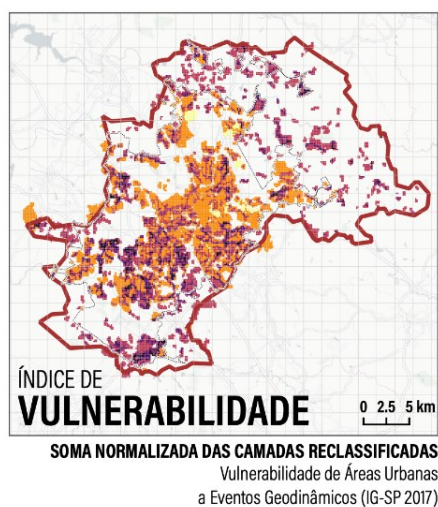 ÍNDICE DE
VULNERABILIDADE
0 2.5 5 km
SOMA NORMALIZADA DAS CAMADAS RECLASSIFICADAS
Vulnerabilidade de Áreas Urbanas
a Eventos Geodinâmicos (IG-SP 2017)